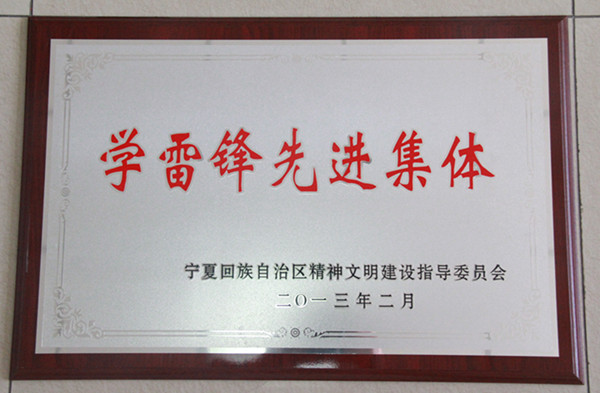 学雷锋先进集体
宁夏回族自治区精神文明建设指导委员会
二〇一三年二月